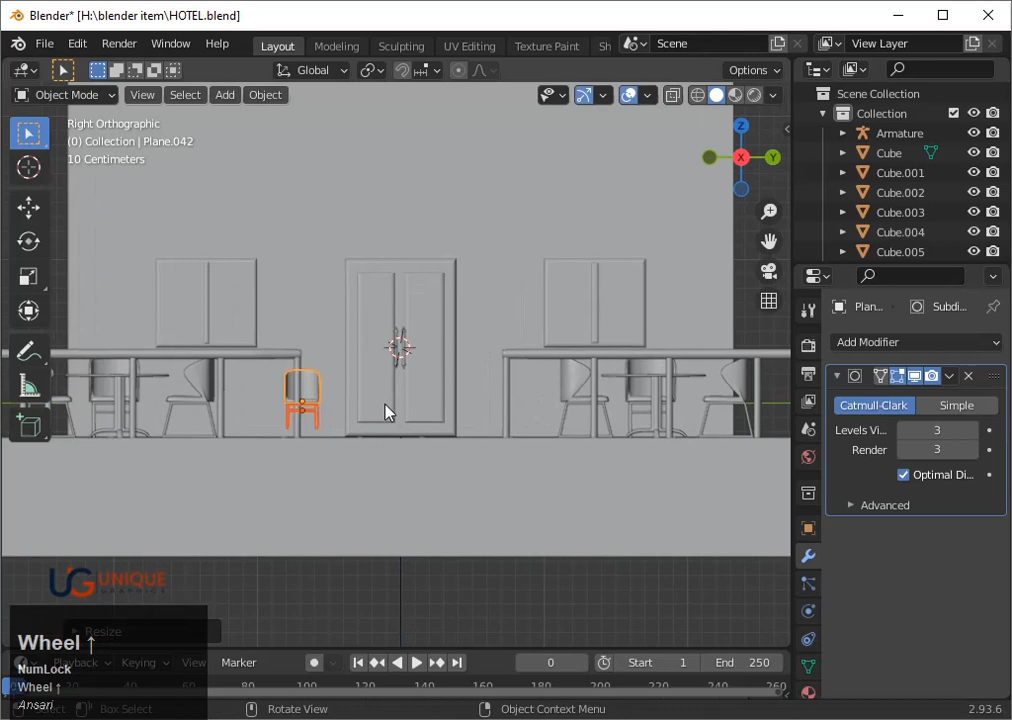 Blender* [H:\blender item\HOTEL.blend]
File Edit Render Window Help Layout Modeling Sculpting UV Editing Texture Paint Sh Scene View Layer
Global Options
Object Mode View Select Add Object
Right Orthographic
(0) Collection | Plane.042
10 Centimeters
Z
X
Y
Scene Collection
Collection
Armature
Cube
Cube.001
Cube.002
Cube.003
Cube.004
Cube.005
Plan... Subdi...
Add Modifier
Catmull-Clark Simple
Levels Vi... 3
Render 3
Optimal Di...
Advanced
UG UNIQUE
GRAPHICS
Resize
Wheel ↑
NumLock
Wheel ↑
Ansari
Playback Keying View Marker 0 Start 1 End 250
20 40 60 80 100 120 140 160 180 200 220 240 260
Select Box Select Rotate View Object Context Menu 2.93.6